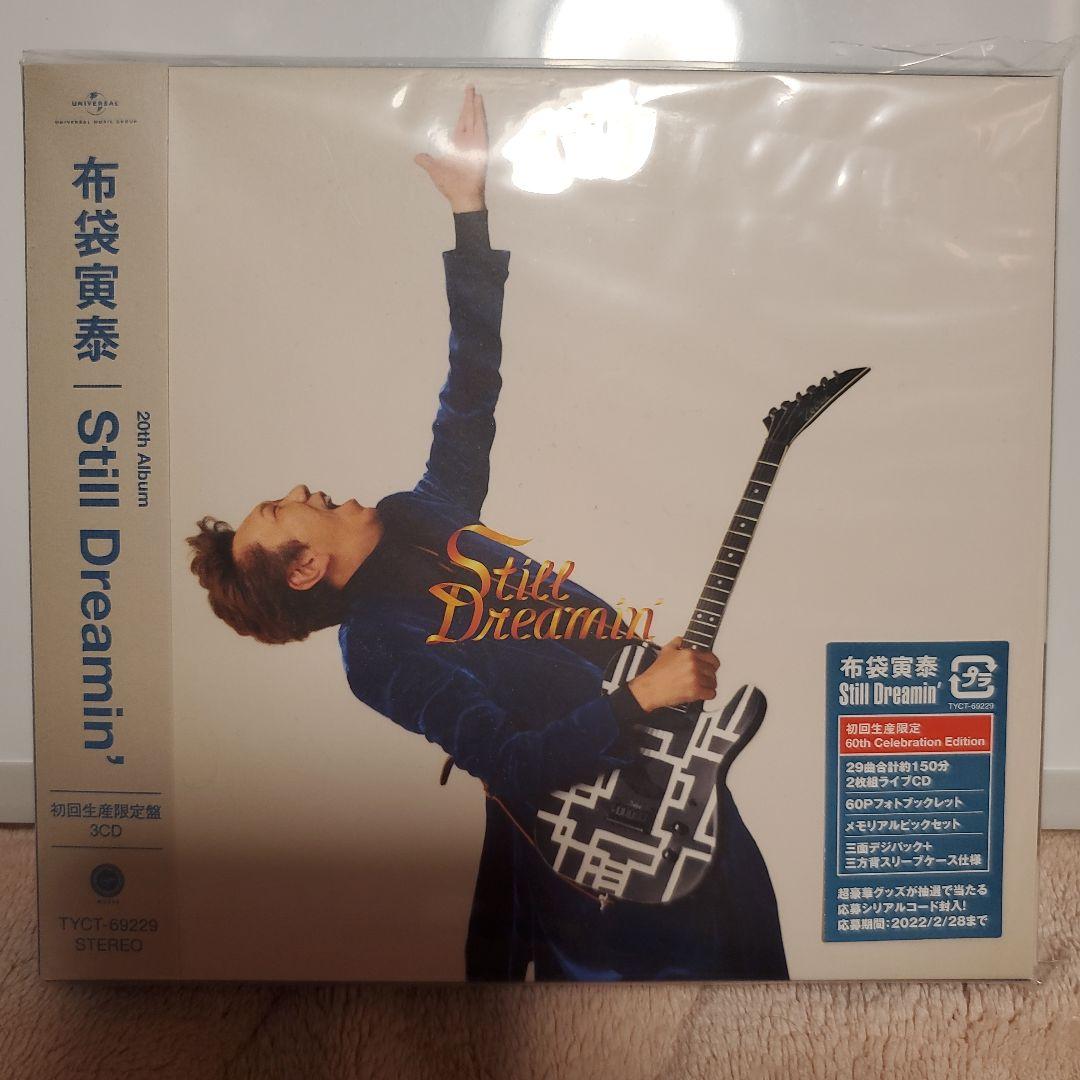 UNIVERSAL
UNIVERSAL MUSIC GROUP
布袋寅泰 | Still Dreamin'
20th Album
初回生産限定盤
3CD
TYCT-69229
STEREO
Still
Dreamin'
布袋寅泰
Still Dreamin'
プラ
TYCT-69229
初回生産限定
60th Celebration Edition
29曲合計約150分
2枚組ライブCD
60Pフォトブックレット
メモリアルピックセット
三面デジパック+
三方背スリーブケース仕様
超豪華グッズが抽選で当たる
応募シリアルコード封入!
応募期間:2022/2/28まで